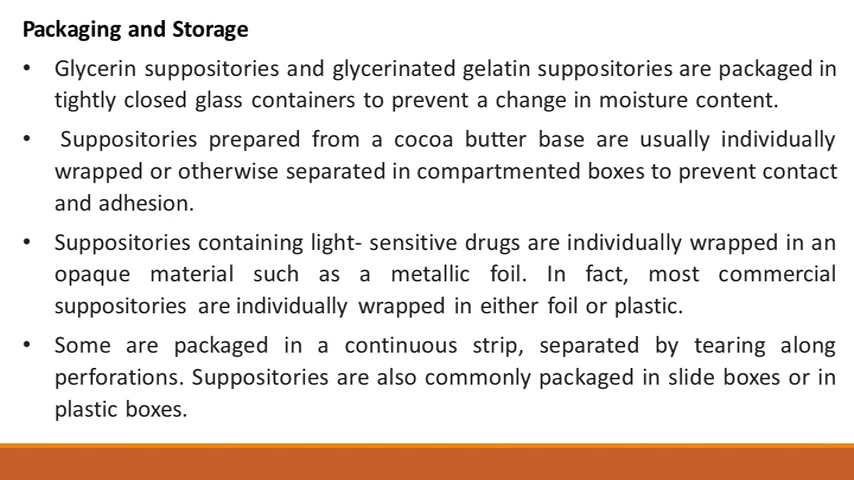 Packaging and Storage
• Glycerin suppositories and glycerinated gelatin suppositories are packaged in
tightly closed glass containers to prevent a change in moisture content.
• Suppositories prepared from a cocoa butter base are usually individually
wrapped or otherwise separated in compartmented boxes to prevent contact
and adhesion.
• Suppositories containing light- sensitive drugs are individually wrapped in an
opaque material such as a metallic foil. In fact, most commercial
suppositories are individually wrapped in either foil or plastic.
• Some are packaged in a continuous strip, separated by tearing along
perforations. Suppositories are also commonly packaged in slide boxes or in
plastic boxes.